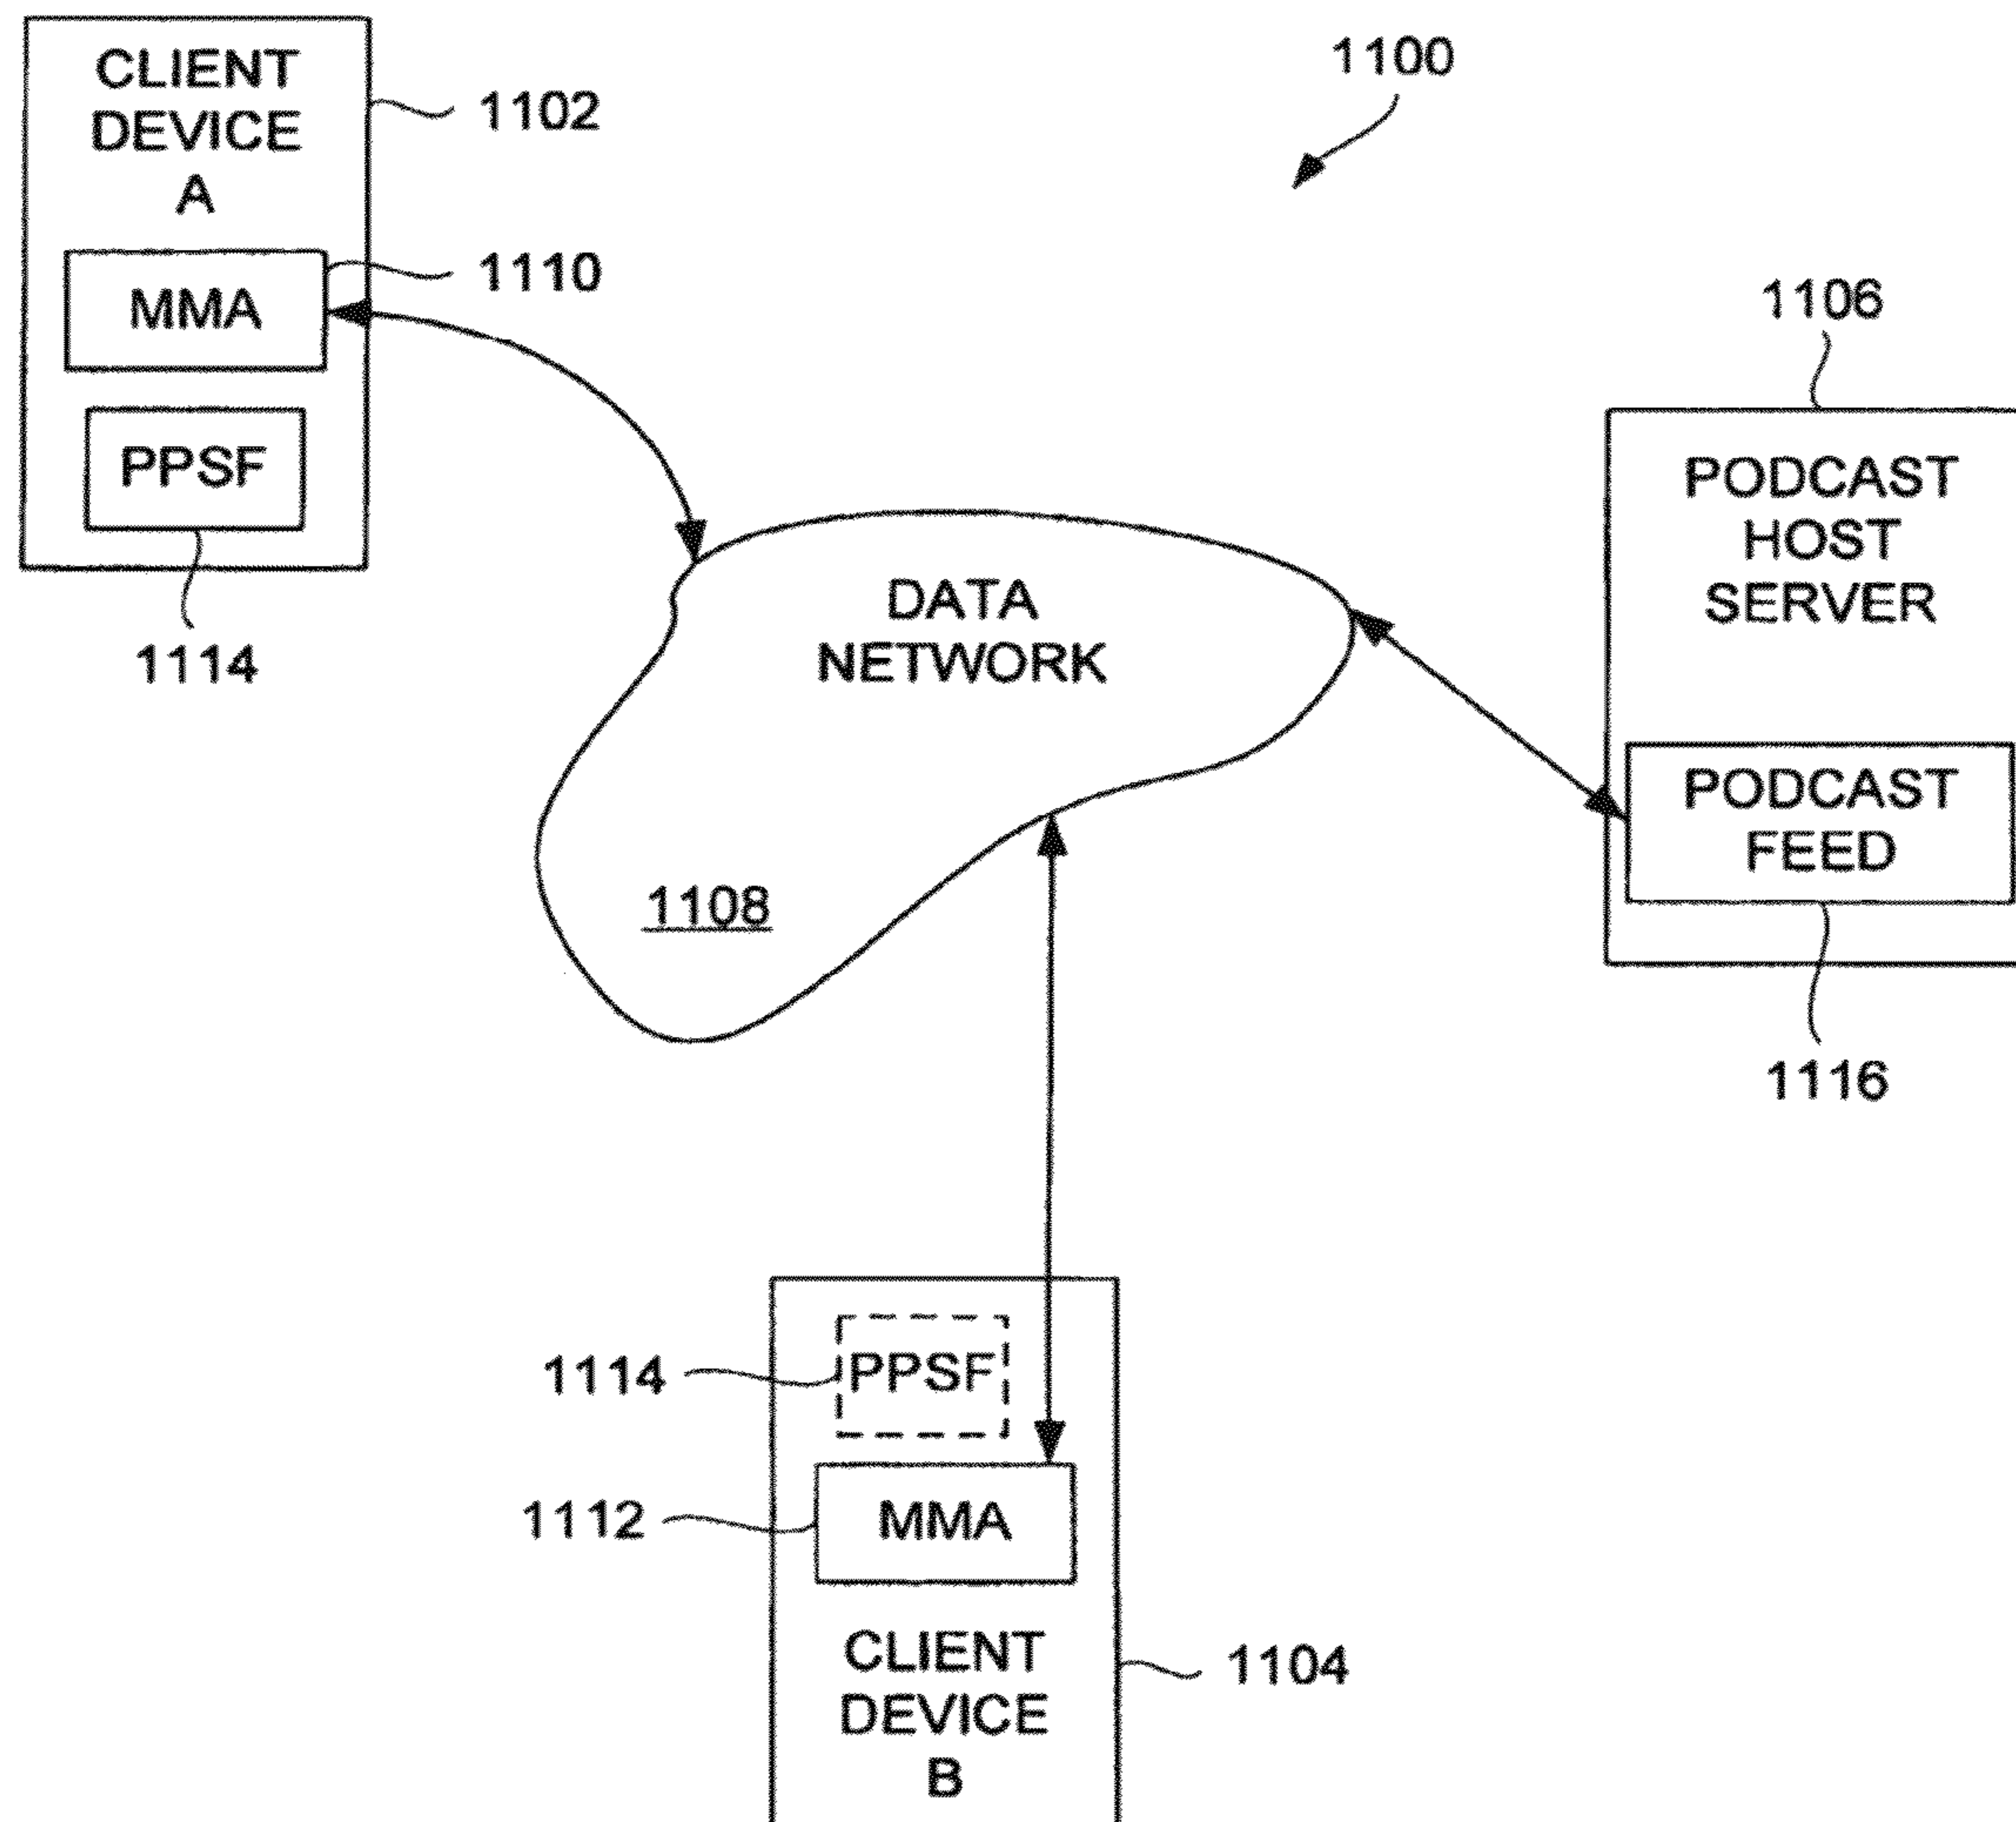 CLIENT
DEVICE
A
1102
1100
MMA
1110
PPSF
1114
1106
PODCAST
HOST
SERVER
DATA
NETWORK
1108
PODCAST
FEED
1116
1114
PPSF
1112
MMA
CLIENT
DEVICE
B
1104